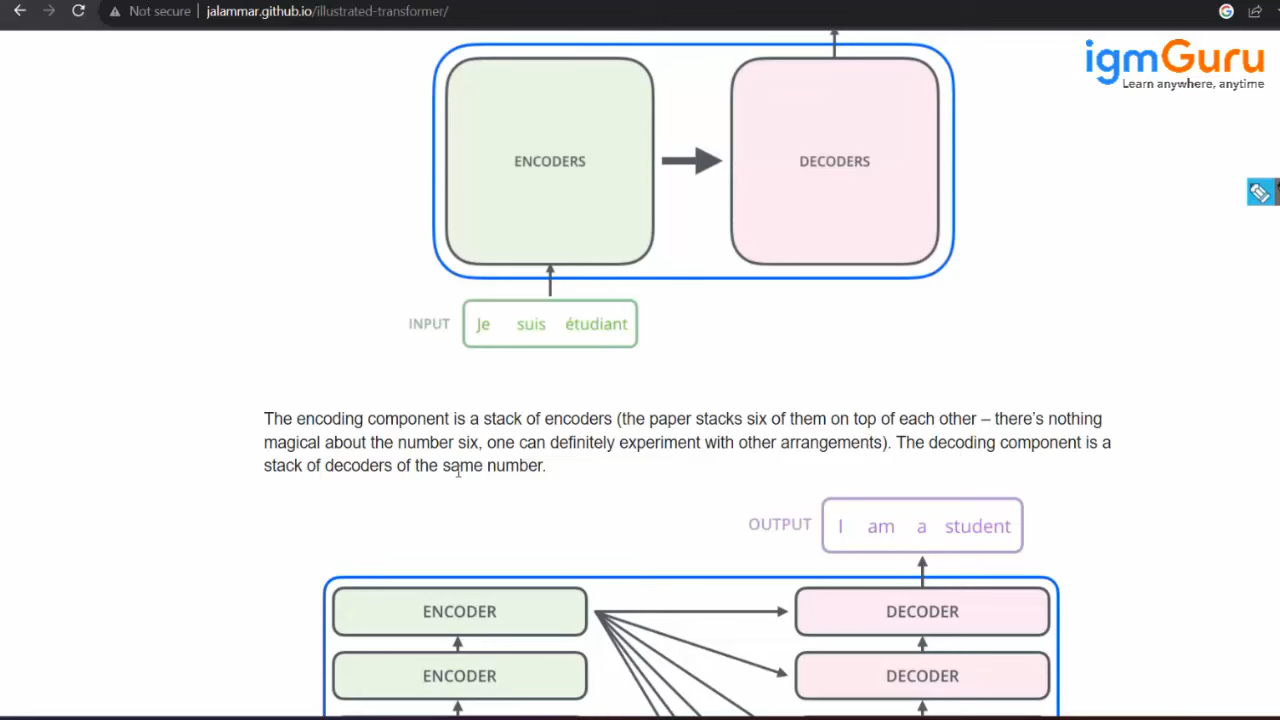 Not secure
jalammar.github.io/illustrated-transformer/
igmGuru
Learn anywhere, anytime
ENCODERS
DECODERS
INPUT
Je suis étudiant
The encoding component is a stack of encoders (the paper stacks six of them on top of each other – there's nothing
magical about the number six, one can definitely experiment with other arrangements). The decoding component is a
stack of decoders of the same number.
OUTPUT
I am a student
ENCODER
DECODER
ENCODER
DECODER